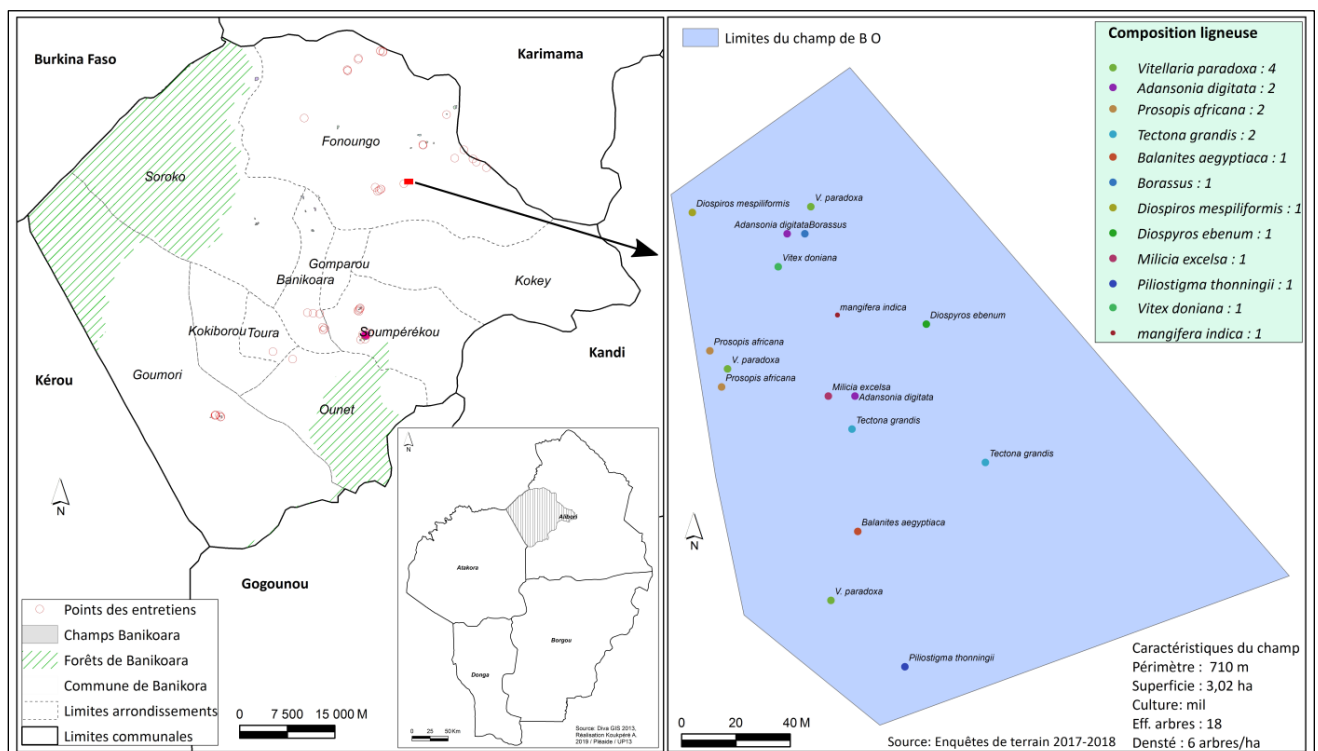 Burkina Faso
Karimama
Fonoungo
Soroko
Gomparou
Banikoara
Kokey
Kokiborou
Toura
Soumpérékou
Kandi
Kérou
Goumori
Ounet
N
Gogounou
Points des entretiens
Champs Banikoara
Forêts de Banikoara
Commune de Banikora
Limites arrondissements
Limites communales
0 7 500 15 000 M
N
Alibori
Atakora
Borgou
Donga
0 25 50 Km
Source: Diva GIS 2013,
Réalisation Koukpéré A,
2019 / Pléiade / UP13
Limites du champ de B O
Composition ligneuse
Vitellaria paradoxa : 4
Adansonia digitata : 2
Prosopis africana : 2
Tectona grandis : 2
Balanites aegyptiaca : 1
Borassus : 1
Diospiros mespiliformis : 1
Diospyros ebenum : 1
Milicia excelsa : 1
Piliostigma thonningii : 1
Vitex doniana : 1
mangifera indica : 1
V. paradoxa
Diospiros mespiliformis
Adansonia digitata
Borassus
Vitex doniana
mangifera indica
Diospyros ebenum
Prosopis africana
V. paradoxa
Prosopis africana
Milicia excelsa
Adansonia digitata
Tectona grandis
Tectona grandis
Balanites aegyptiaca
N
V. paradoxa
Piliostigma thonningii
Caractéristiques du champ
Périmètre : 710 m
Superficie : 3,02 ha
Culture: mil
Eff. arbres : 18
Densté : 6 arbres/ha
0 20 40 M
Source: Enquêtes de terrain 2017-2018